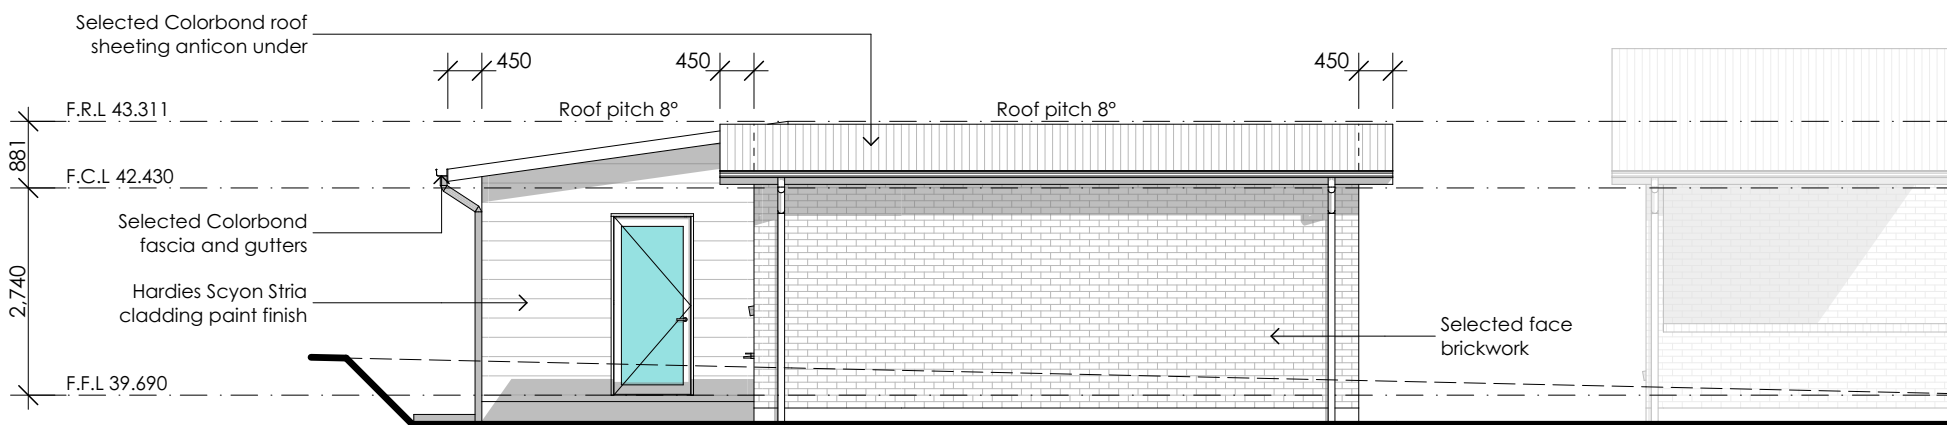 Selected Colorbond roof
sheeting anticon under
450
450
450
F.R.L 43.311
Roof pitch 8°
Roof pitch 8°
881
F.C.L 42.430
Selected Colorbond
fascia and gutters
2,740
Hardies Scyon Stria
cladding paint finish
Selected face
brickwork
F.F.L 39.690